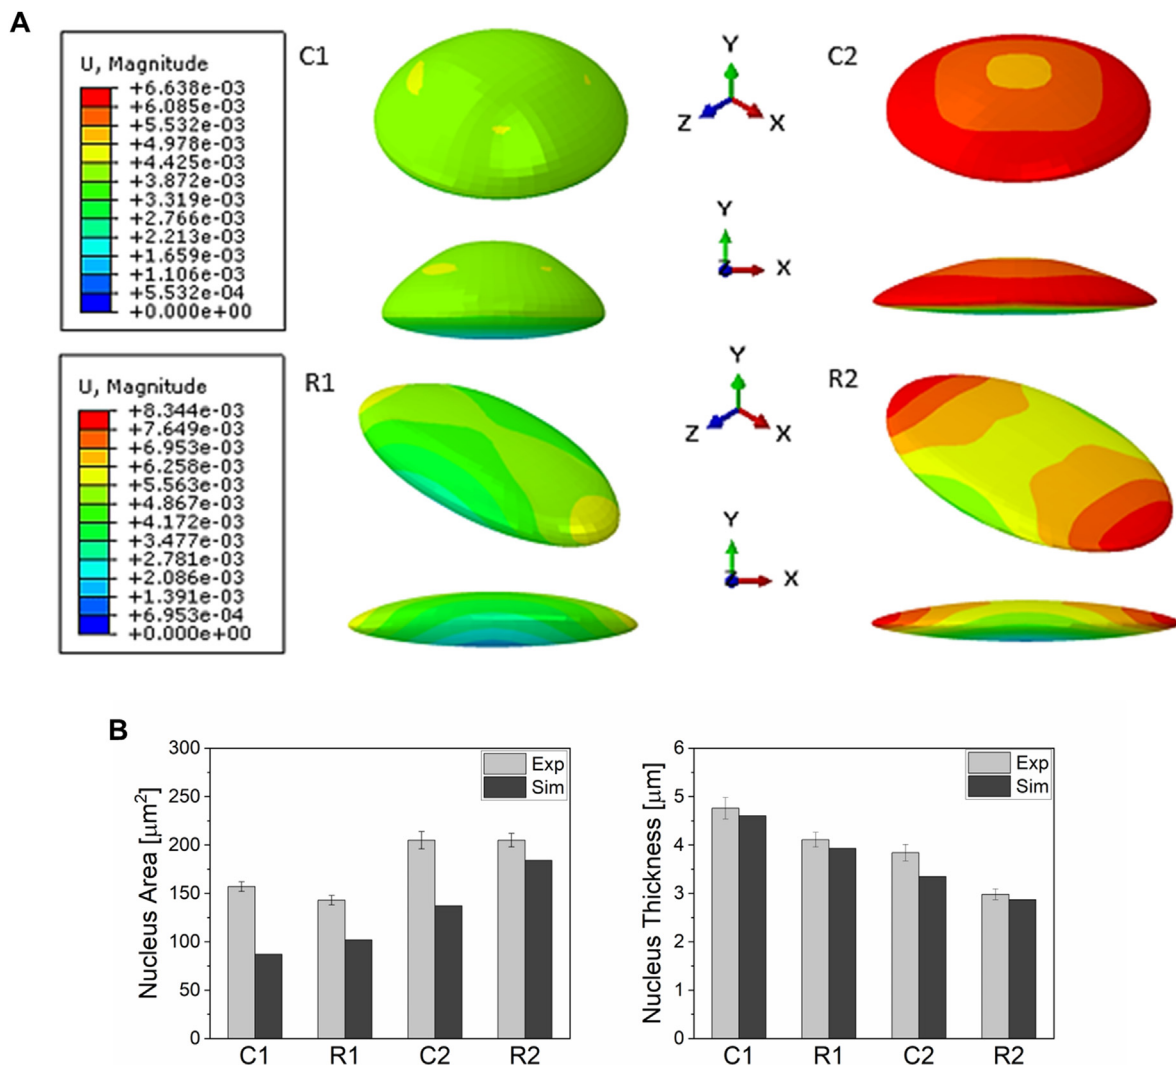 A
U, Magnitude
+6.638e-03
+6.085e-03
+5.532e-03
+4.978e-03
+4.425e-03
+3.872e-03
+3.319e-03
+2.766e-03
+2.213e-03
+1.659e-03
+1.106e-03
+5.532e-04
+0.000e+00
C1
Y
Z
X
C2
Y
Z
X
U, Magnitude
+8.344e-03
+7.649e-03
+6.953e-03
+6.258e-03
+5.563e-03
+4.867e-03
+4.172e-03
+3.477e-03
+2.781e-03
+2.086e-03
+1.391e-03
+6.953e-04
+0.000e+00
R1
Y
Z
X
R2
Y
Z
X
B
Nucleus Area [μm²]
300
250
200
150
100
50
0
Exp
Sim
C1 R1 C2 R2
Nucleus Thickness [μm]
6
5
4
3
2
1
0
Exp
Sim
C1 R1 C2 R2